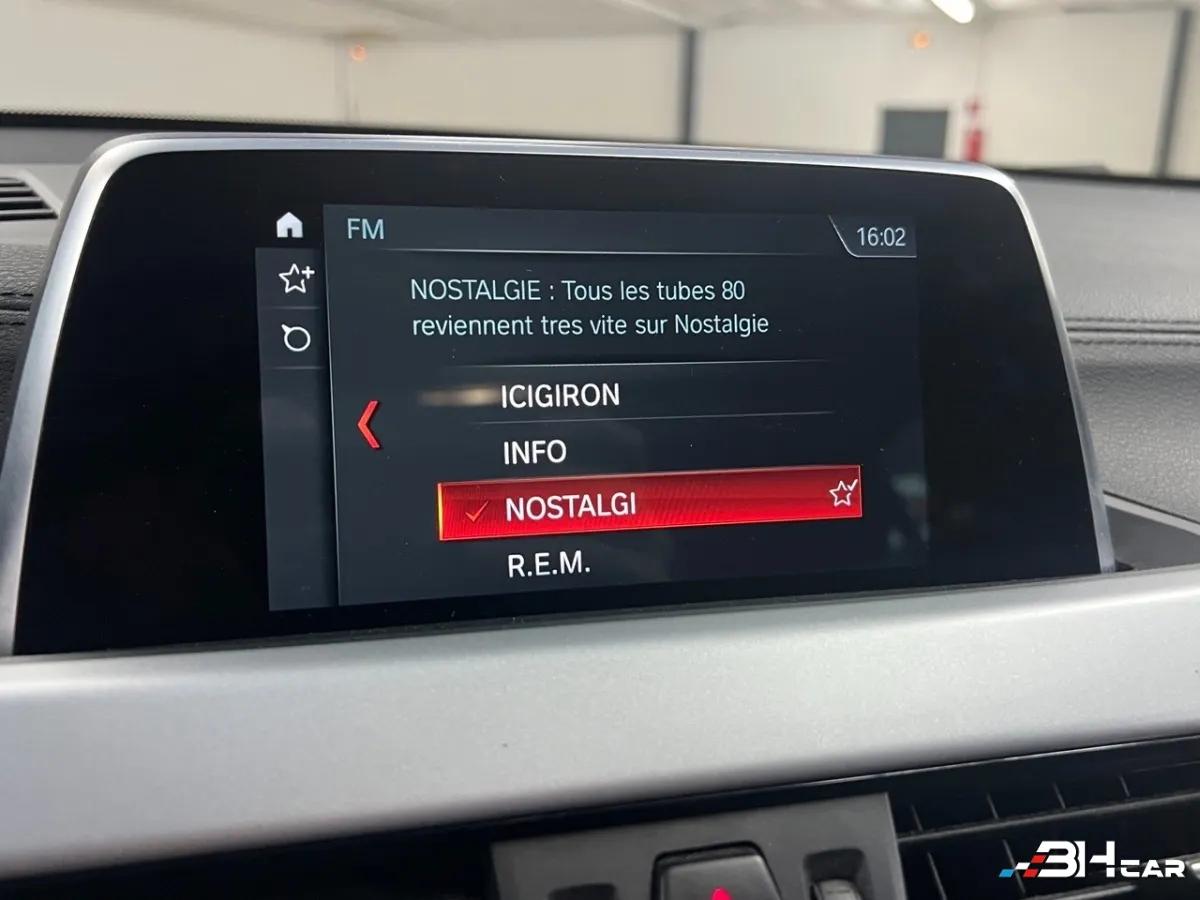 FM
16:02
NOSTALGIE : Tous les tubes 80
reviennent tres vite sur Nostalgie
ICIGIRON
INFO
NOSTALGI
R.E.M.
BHCAR